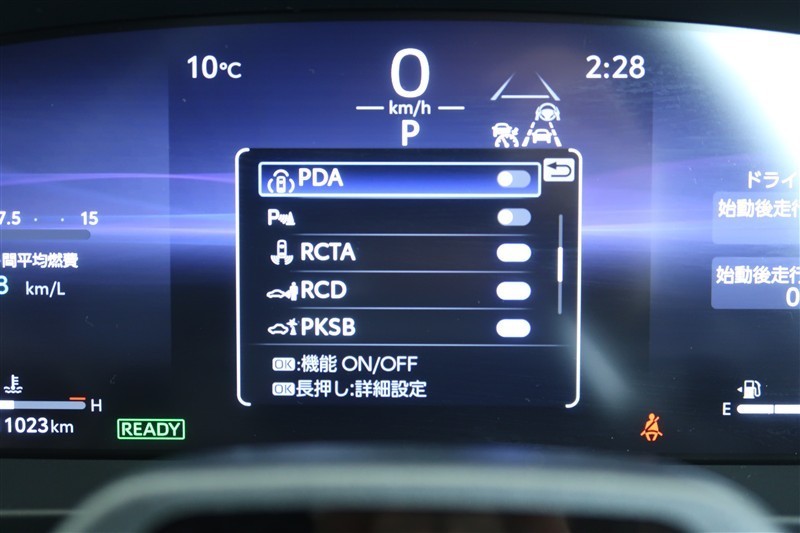 10℃
0
km/h
2:28
P
PDA
P
RCTA
RCD
PKSB
OK:機能 ON/OFF
OK長押し:詳細設定
7.5 15
間平均燃費
km/L
H
1023km
READY
ドライ
始動後走行
始動後走行
0
E